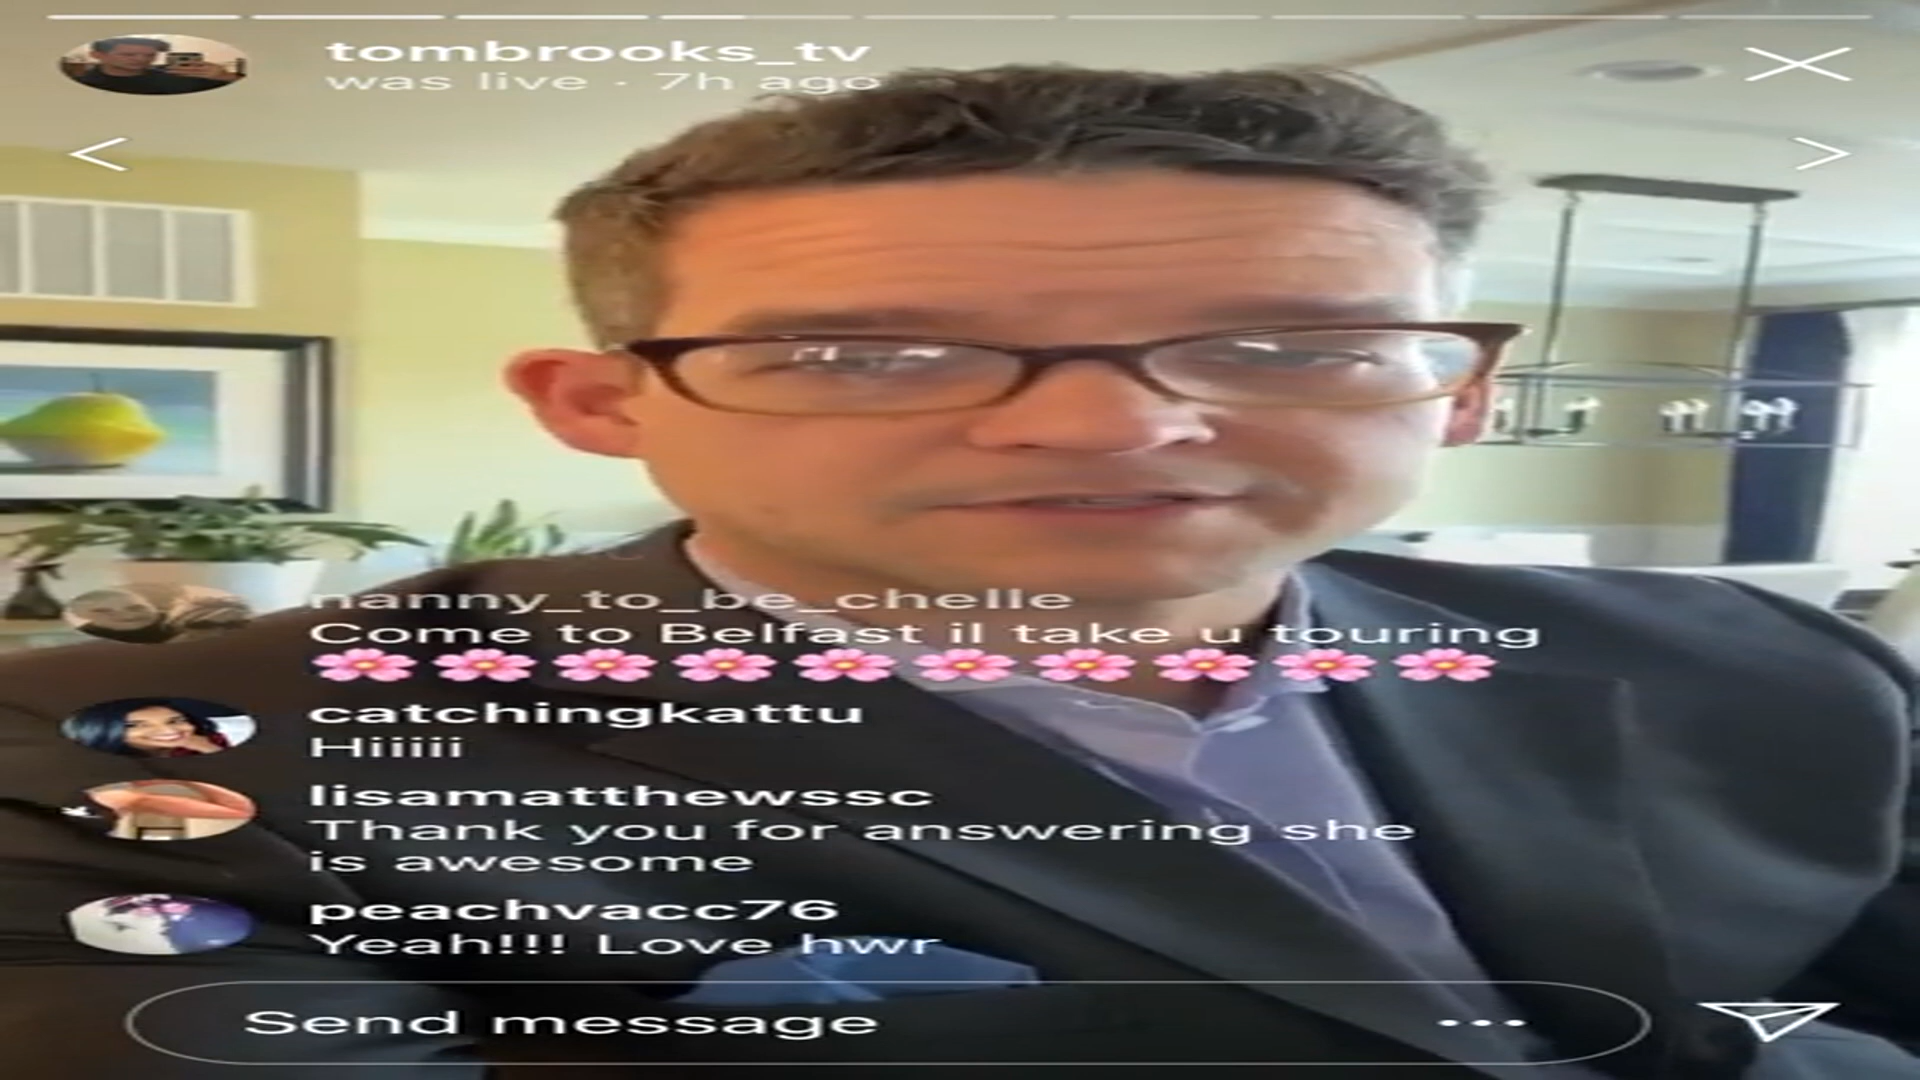 tombrooks_tv
was live · 7h ago
nanny_to_be_chelle
Come to Belfast il take u touring
🌸🌸🌸🌸🌸🌸🌸🌸🌸🌸
catchingkattu
Hiiiiii
lisamatthewssc
Thank you for answering she
is awesome
peachvacc76
Yeah!!! Love hwr
Send message